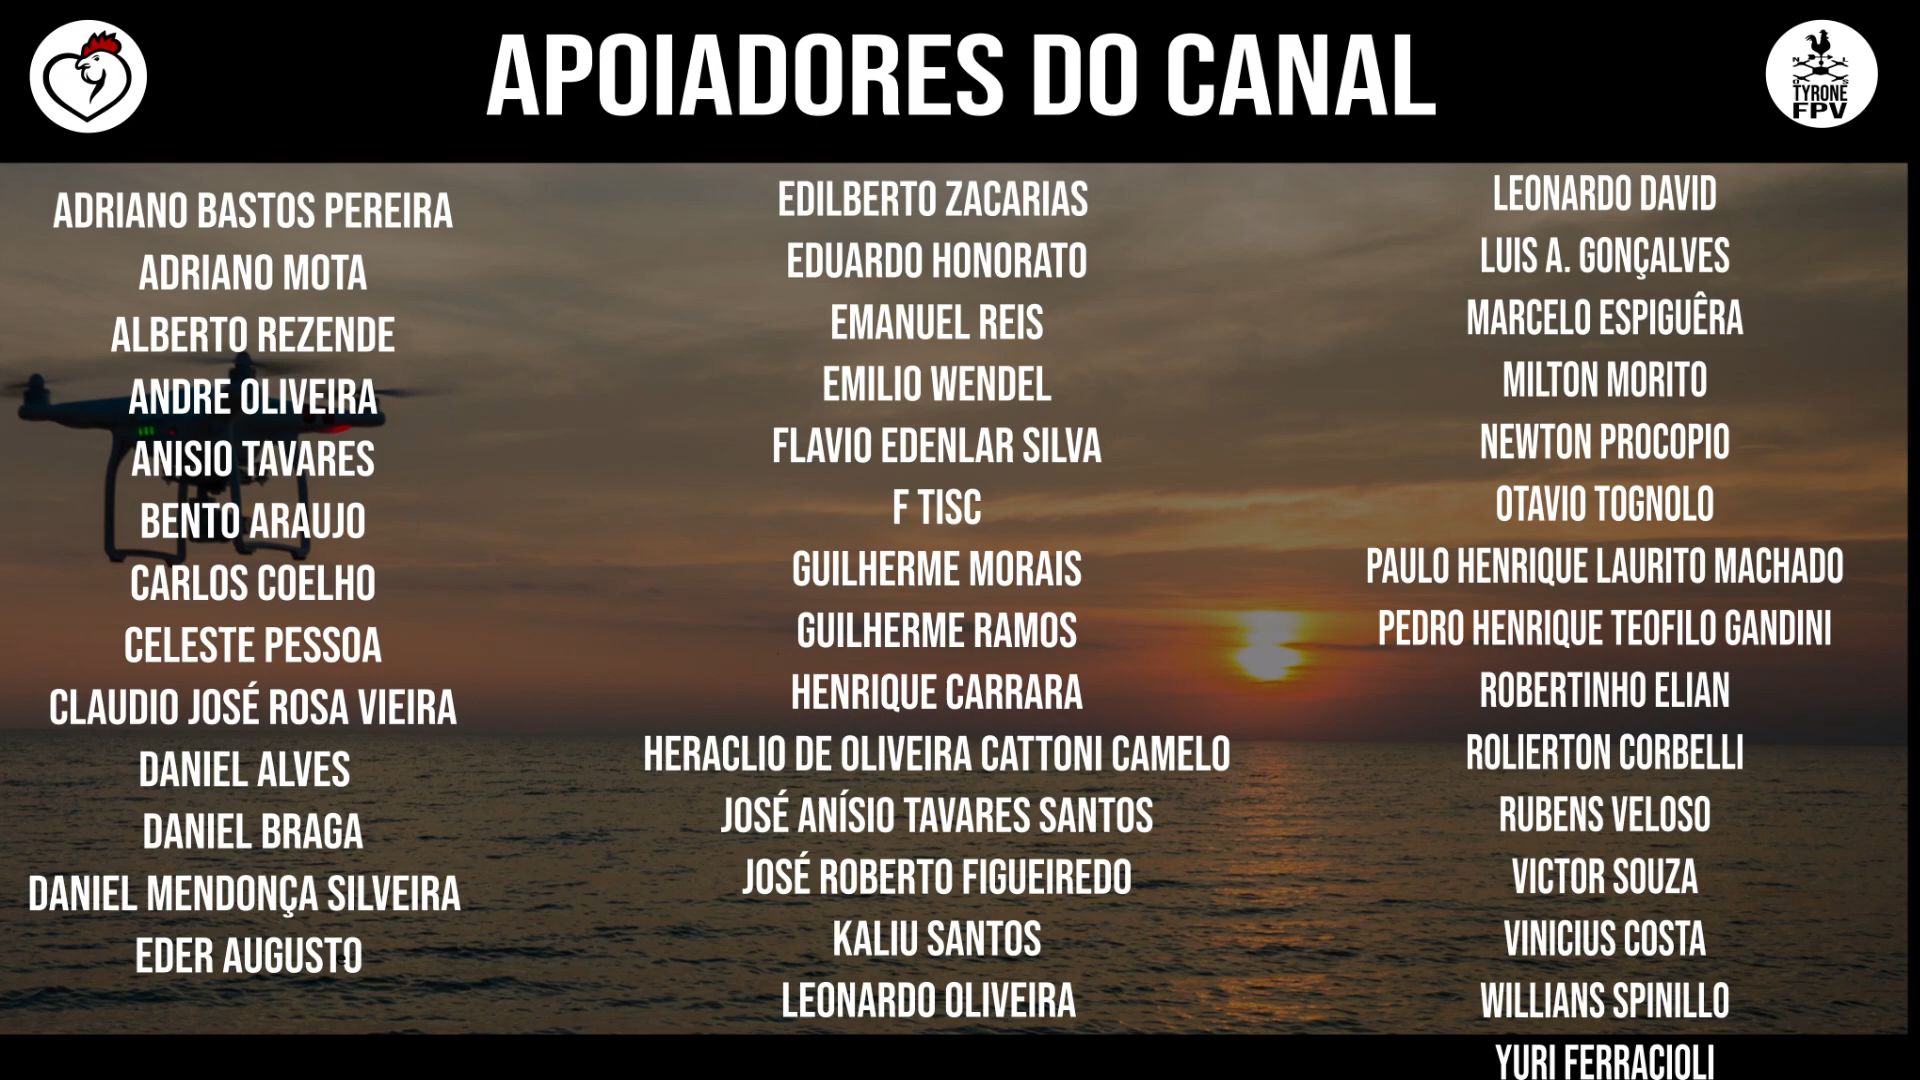 APOIADORES DO CANAL
N L
O S
TYRONE
FPV
ADRIANO BASTOS PEREIRA
ADRIANO MOTA
ALBERTO REZENDE
ANDRE OLIVEIRA
ANISIO TAVARES
BENTO ARAUJO
CARLOS COELHO
CELESTE PESSOA
CLAUDIO JOSÉ ROSA VIEIRA
DANIEL ALVES
DANIEL BRAGA
DANIEL MENDONÇA SILVEIRA
EDER AUGUSTO
EDILBERTO ZACARIAS
EDUARDO HONORATO
EMANUEL REIS
EMILIO WENDEL
FLAVIO EDENLAR SILVA
F TISC
GUILHERME MORAIS
GUILHERME RAMOS
HENRIQUE CARRARA
HERACLIO DE OLIVEIRA CATTONI CAMELO
JOSÉ ANÍSIO TAVARES SANTOS
JOSÉ ROBERTO FIGUEIREDO
KALIU SANTOS
LEONARDO OLIVEIRA
LEONARDO DAVID
LUIS A. GONÇALVES
MARCELO ESPIGUÊRA
MILTON MORITO
NEWTON PROCOPIO
OTAVIO TOGNOLO
PAULO HENRIQUE LAURITO MACHADO
PEDRO HENRIQUE TEOFILO GANDINI
ROBERTINHO ELIAN
ROLIERTON CORBELLI
RUBENS VELOSO
VICTOR SOUZA
VINICIUS COSTA
WILLIANS SPINILLO
YURI FERRACIOLI